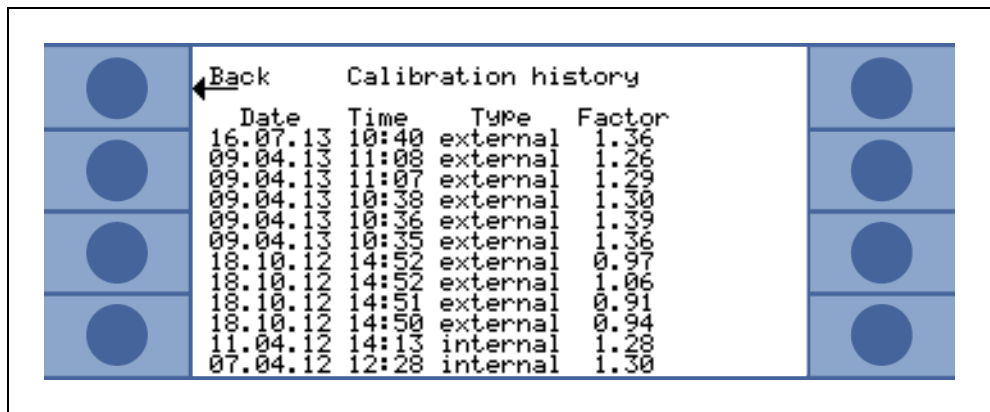 Back Calibration history
Date Time Type Factor
16.07.13 10:40 external 1.36
09.04.13 11:08 external 1.26
09.04.13 11:07 external 1.29
09.04.13 10:38 external 1.30
09.04.13 10:36 external 1.39
09.04.13 10:35 external 1.36
18.10.12 14:52 external 0.97
18.10.12 14:52 external 1.06
18.10.12 14:51 external 0.91
18.10.12 14:50 external 0.94
11.04.12 14:13 internal 1.28
07.04.12 12:28 internal 1.30